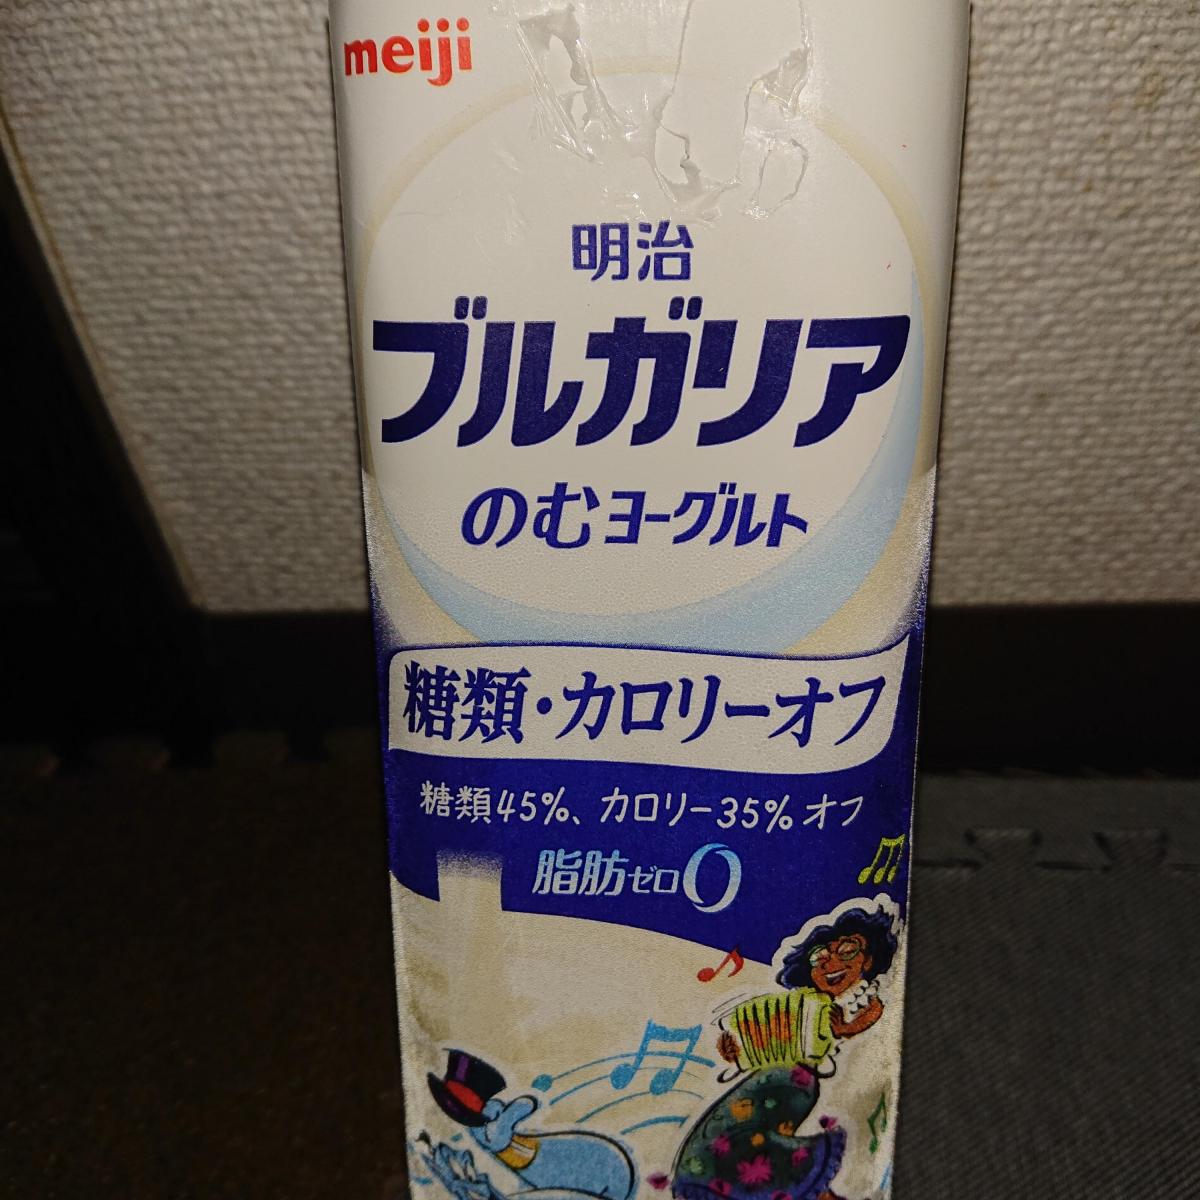 meiji
明治
ブルガリア
のむヨーグルト
糖類・カロリーオフ
糖類45%、カロリー35%オフ
脂肪ゼロ0